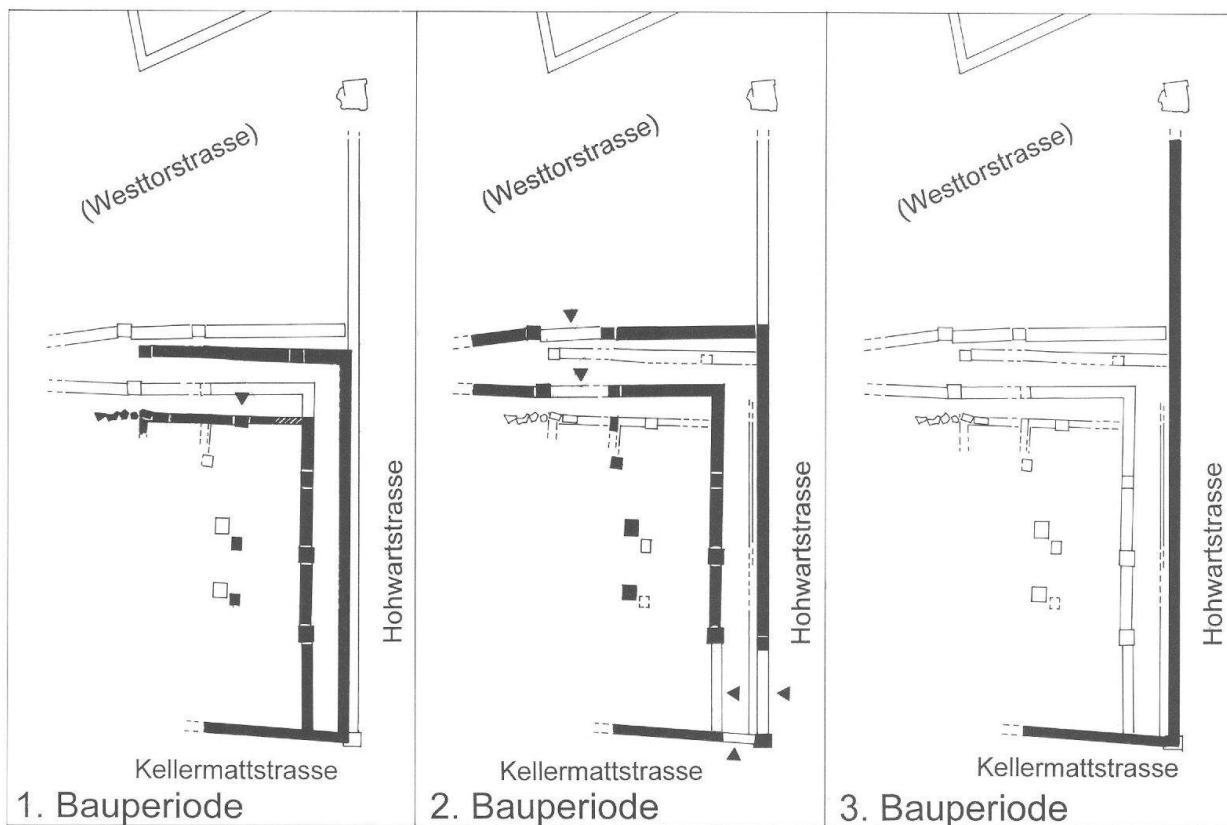 (Westtorstrasse)
Hohwartstrasse
Kellermattstrasse
1. Bauperiode
(Westtorstrasse)
Hohwartstrasse
Kellermattstrasse
2. Bauperiode
(Westtorstrasse)
Hohwartstrasse
Kellermattstrasse
3. Bauperiode